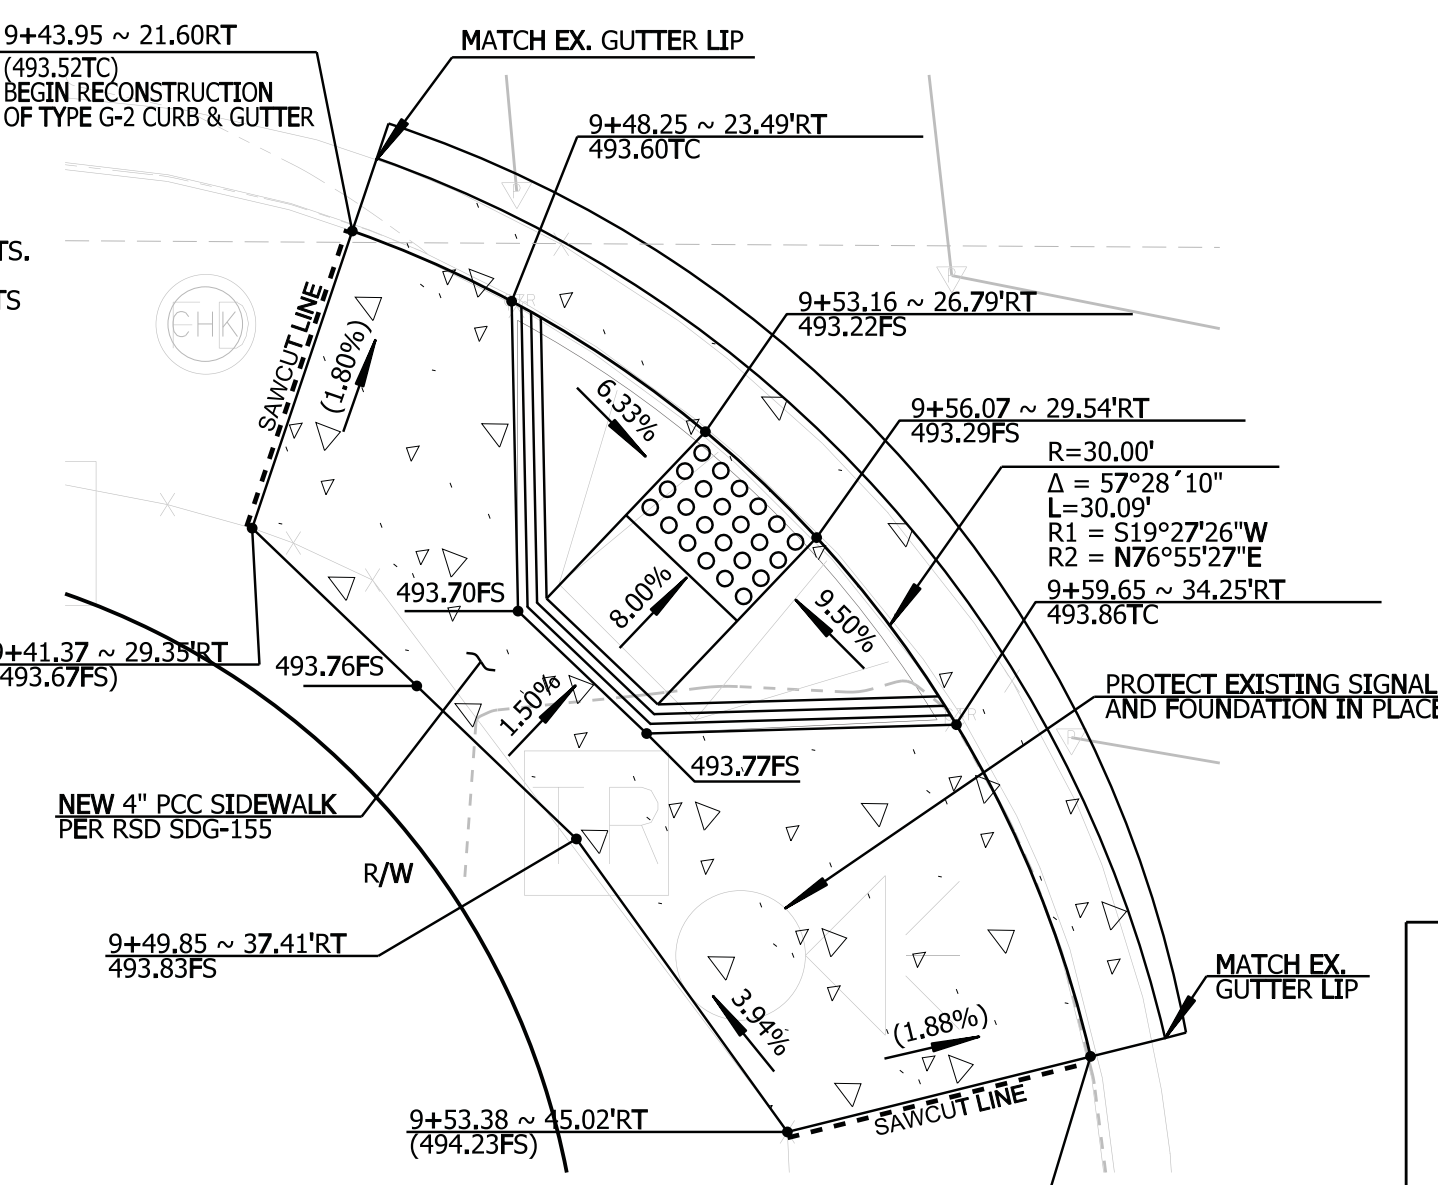 9+43.95 ~ 21.60RT
(493.52TC)
BEGIN RECONSTRUCTION
OF TYPE G-2 CURB & GUTTER
MATCH EX. GUTTER LIP
9+48.25 ~ 23.49'RT
493.60TC
TS.
TS
CHK
SAWCUT LINE
(1.80%)
9+53.16 ~ 26.79'RT
493.22FS
6.33%
9+56.07 ~ 29.54'RT
493.29FS
R=30.00'
Δ = 57°28´10"
L=30.09'
R1 = S19°27'26"W
R2 = N76°55'27"E
9+59.65 ~ 34.25'RT
493.86TC
493.70FS
8.00%
9.50%
9+41.37 ~ 29.35'RT
493.67FS)
493.76FS
1.50%
PROTECT EXISTING SIGNAL
AND FOUNDATION IN PLACE
493.77FS
NEW 4" PCC SIDEWALK
PER RSD SDG-155
TR
R/W
9+49.85 ~ 37.41'RT
493.83FS
MATCH EX.
GUTTER LIP
3.94%
(1.88%)
SAWCUT LINE
9+53.38 ~ 45.02'RT
(494.23FS)